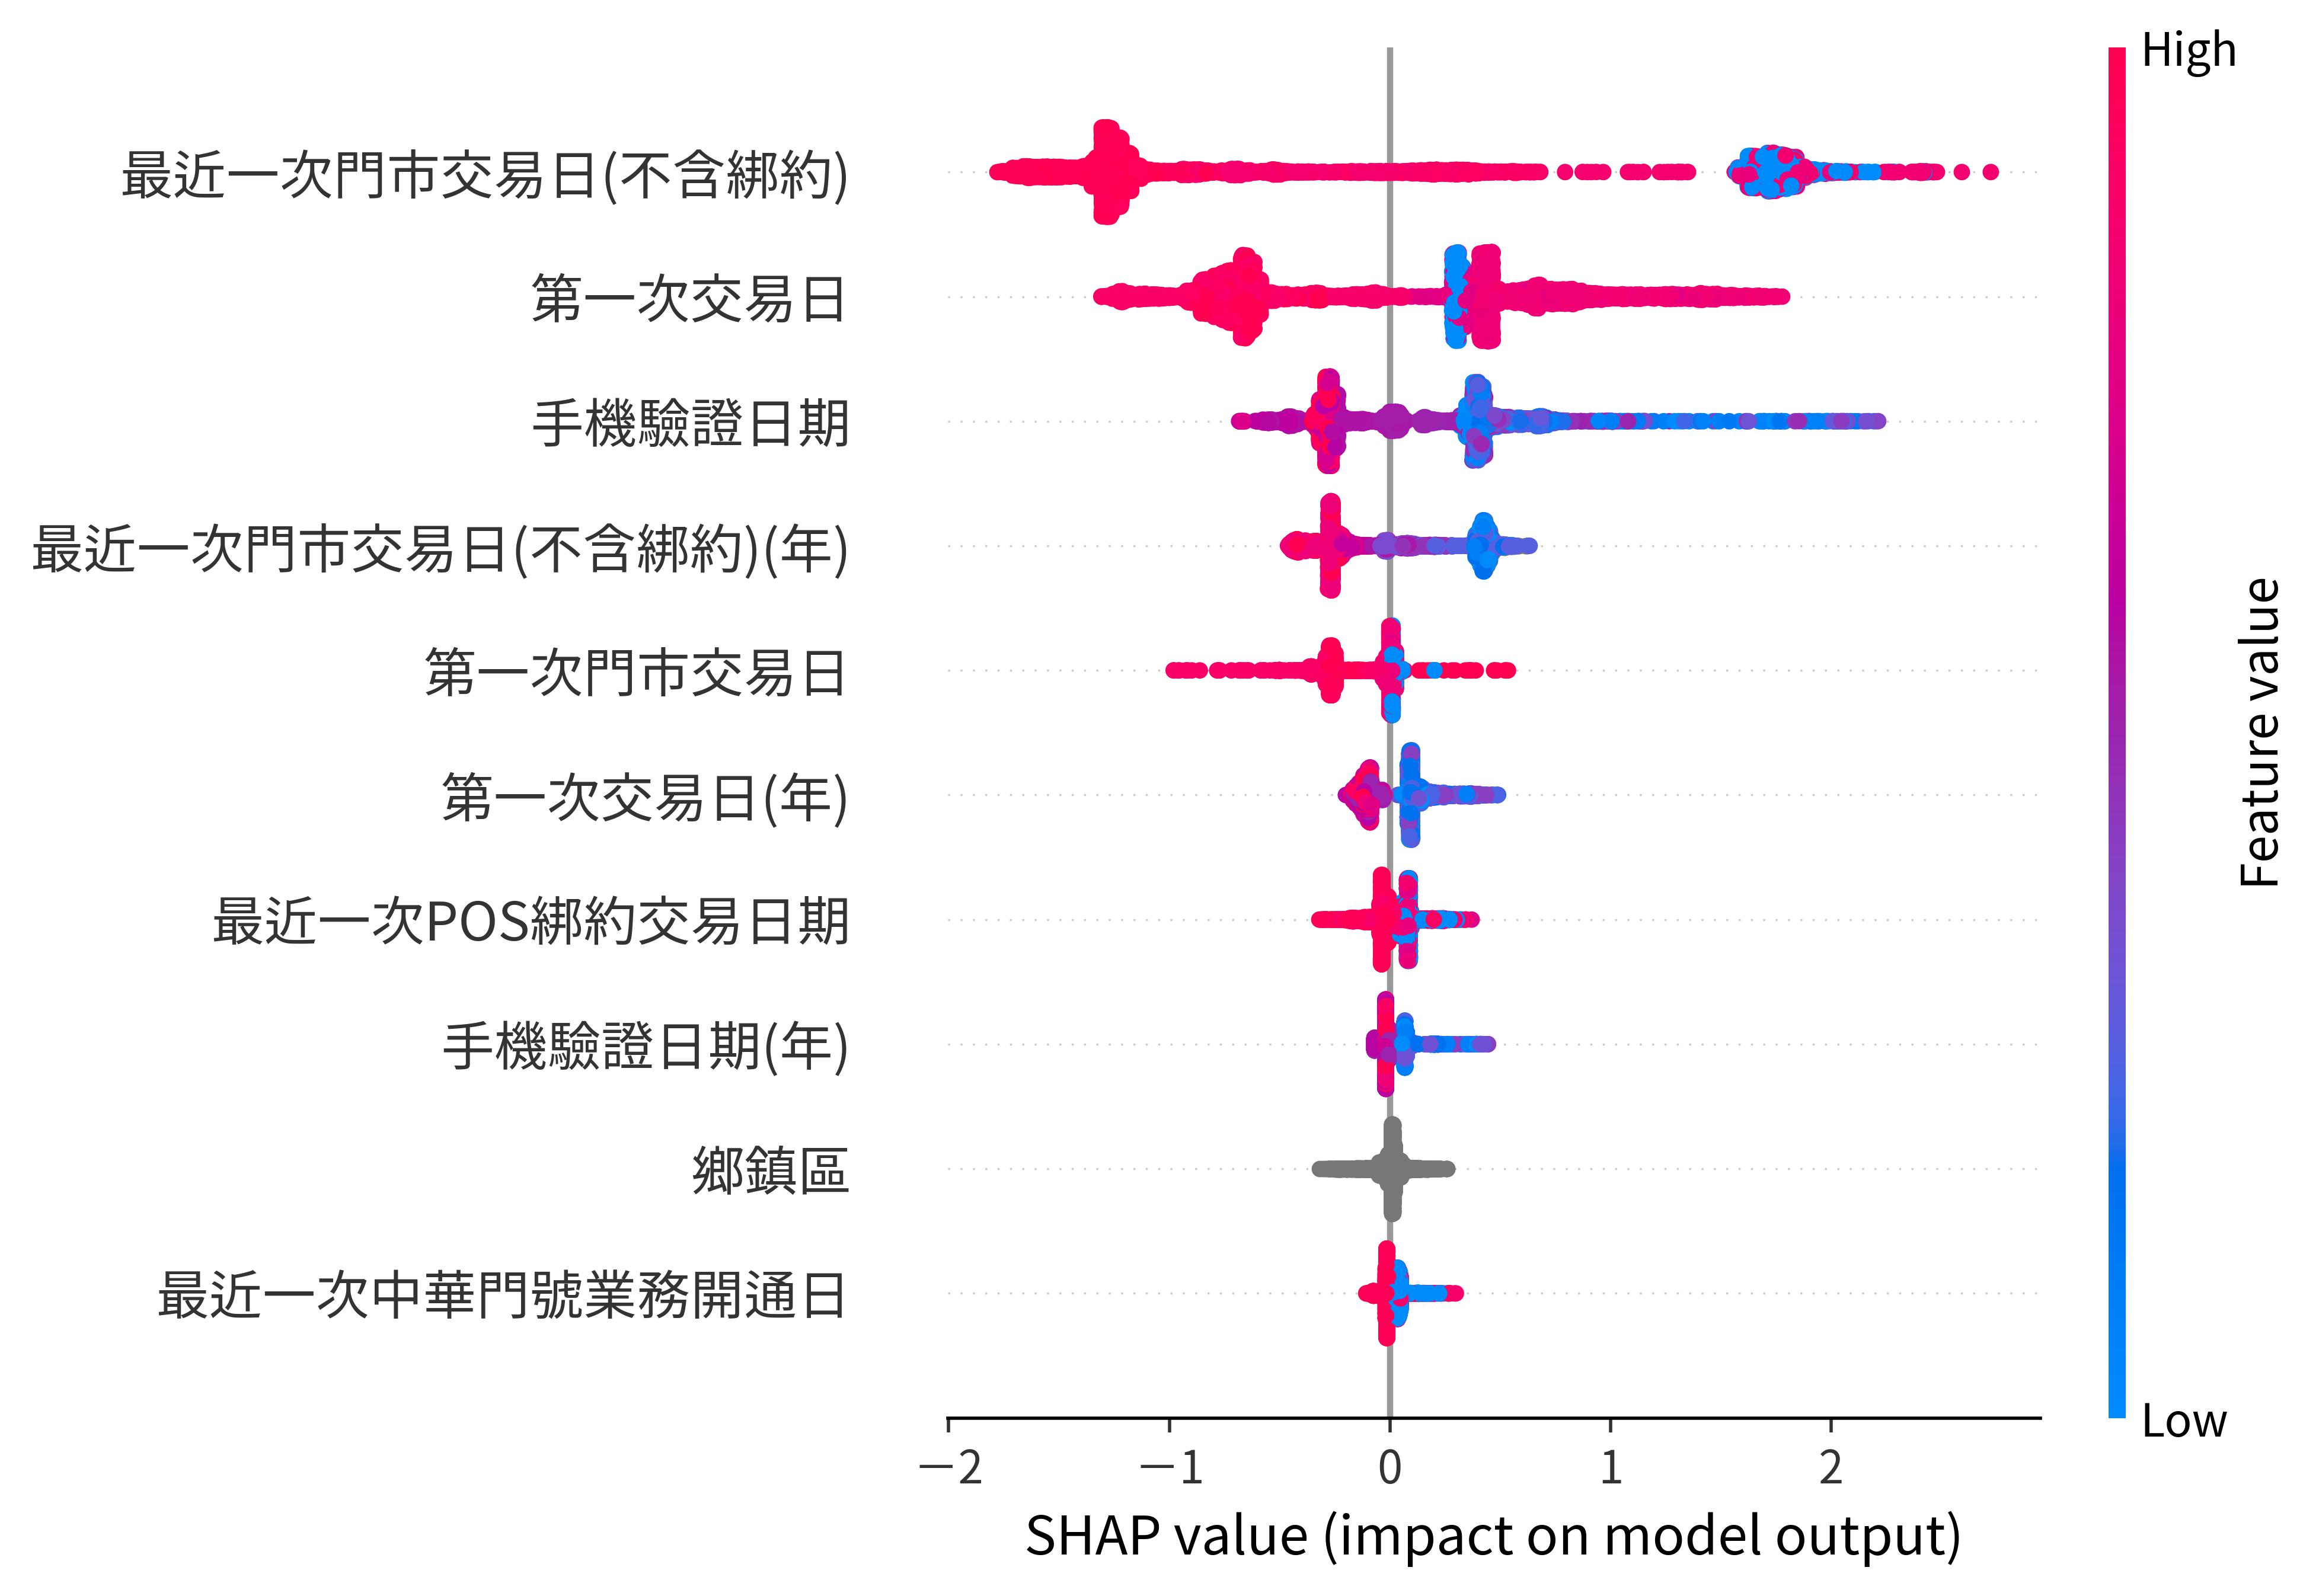 High
最近一次門市交易日(不含綁約)
第一次交易日
手機驗證日期
最近一次門市交易日(不含綁約)(年)
第一次門市交易日
第一次交易日(年)
最近一次POS綁約交易日期
手機驗證日期(年)
鄉鎮區
最近一次中華門號業務開通日
Feature value
Low
−2 −1 0 1 2
SHAP value (impact on model output)